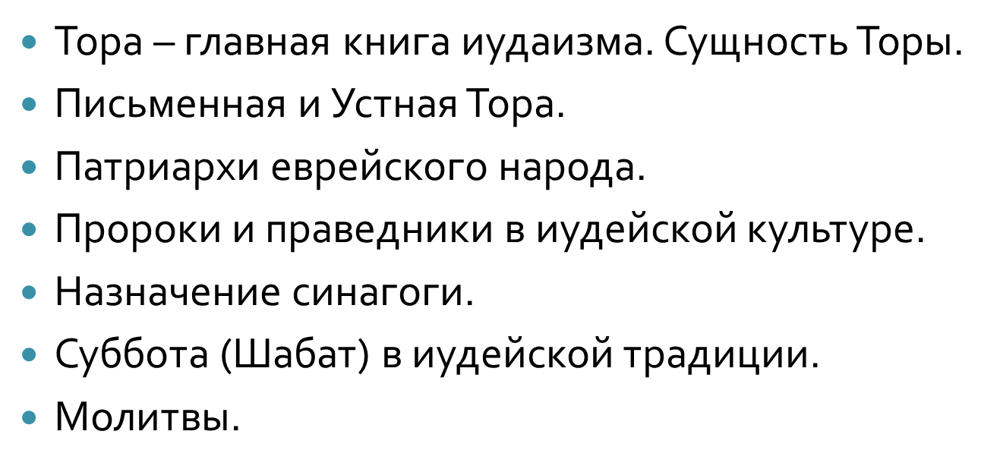 • Тора – главная книга иудаизма. Сущность Торы.
• Письменная и Устная Тора.
• Патриархи еврейского народа.
• Пророки и праведники в иудейской культуре.
• Назначение синагоги.
• Суббота (Шабат) в иудейской традиции.
• Молитвы.